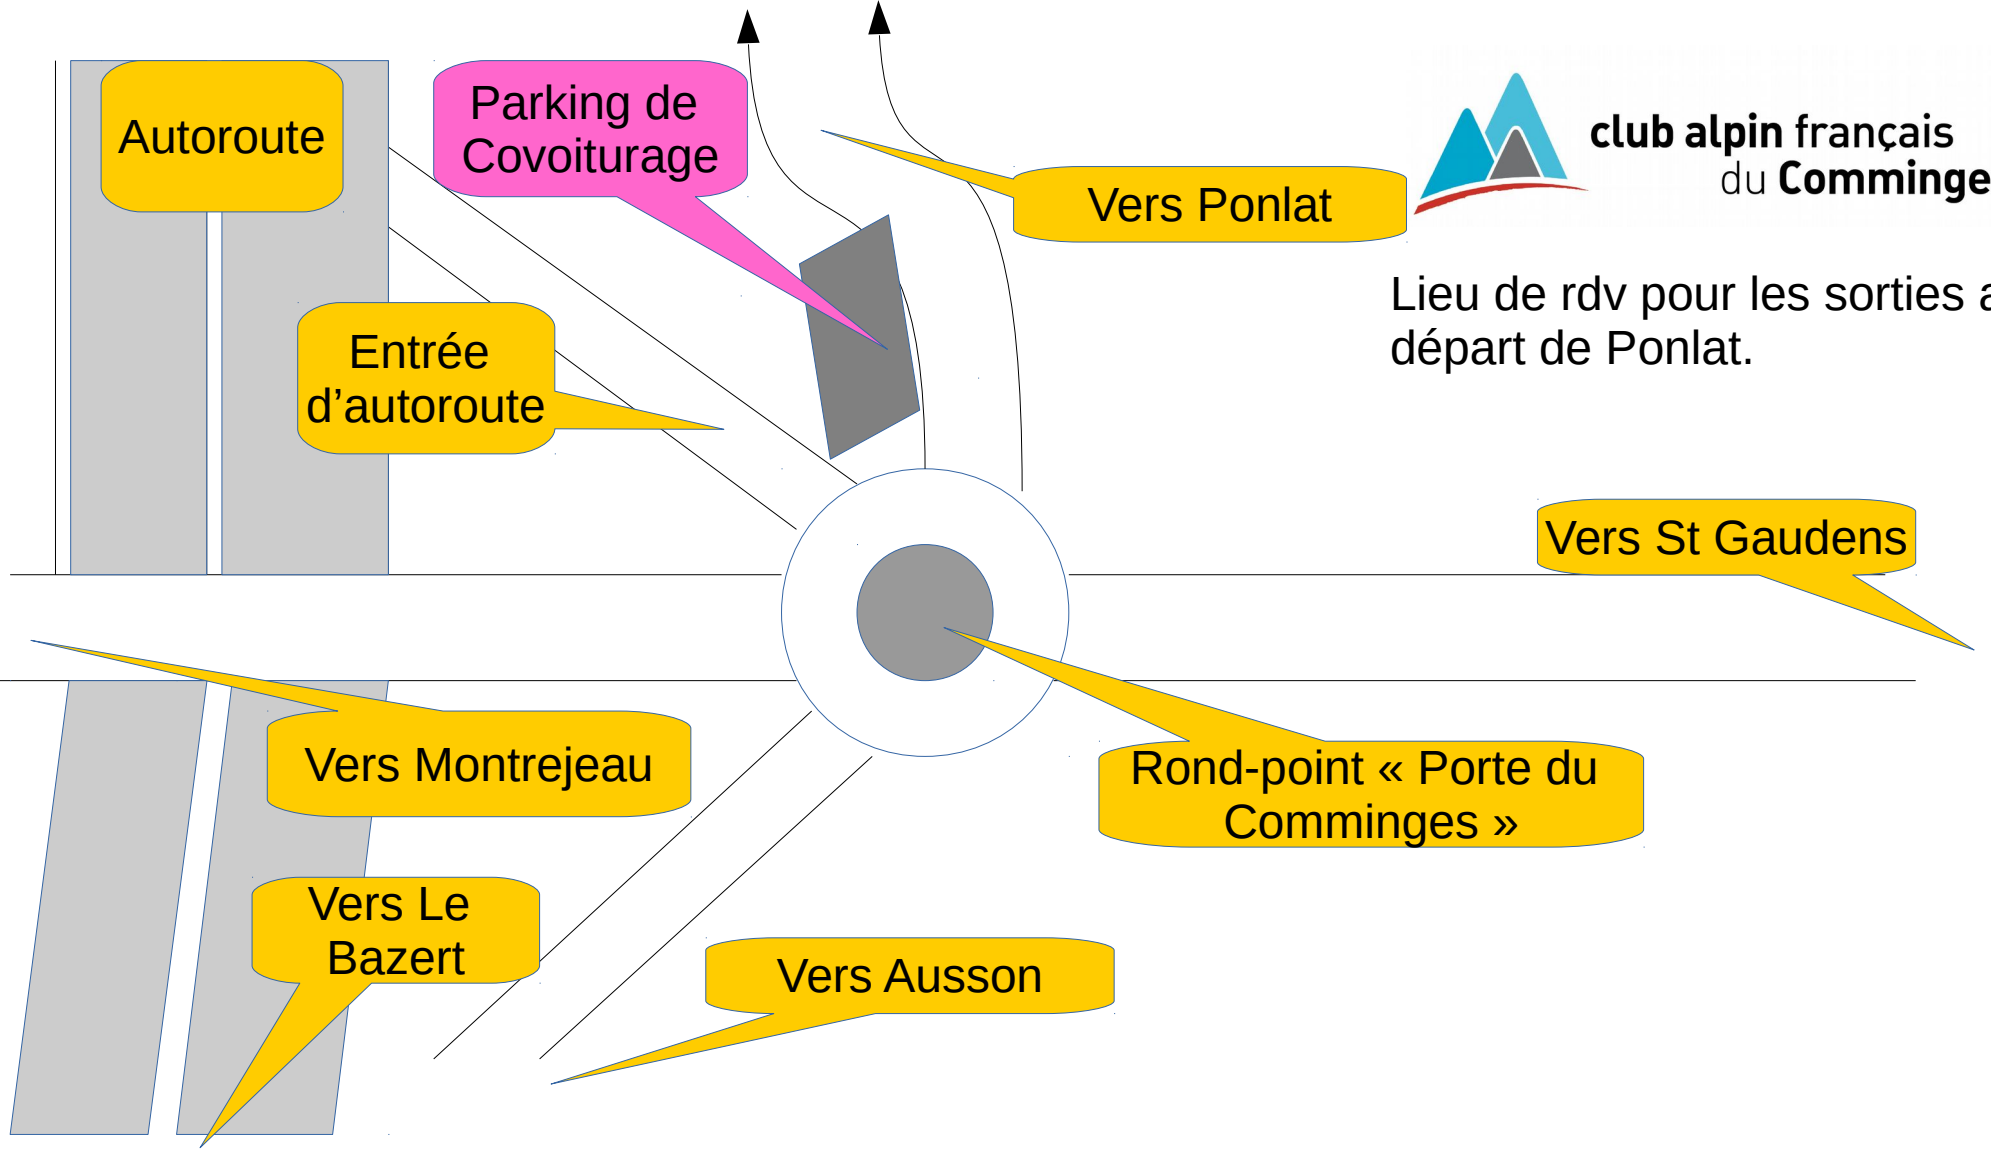 Autoroute
Parking de
Covoiturage
Vers Ponlat
club alpin français
du Comminge
Lieu de rdv pour les sorties
départ de Ponlat.
Entrée
d’autoroute
Vers St Gaudens
Vers Montrejeau
Rond-point « Porte du
Comminges »
Vers Le
Bazert
Vers Ausson